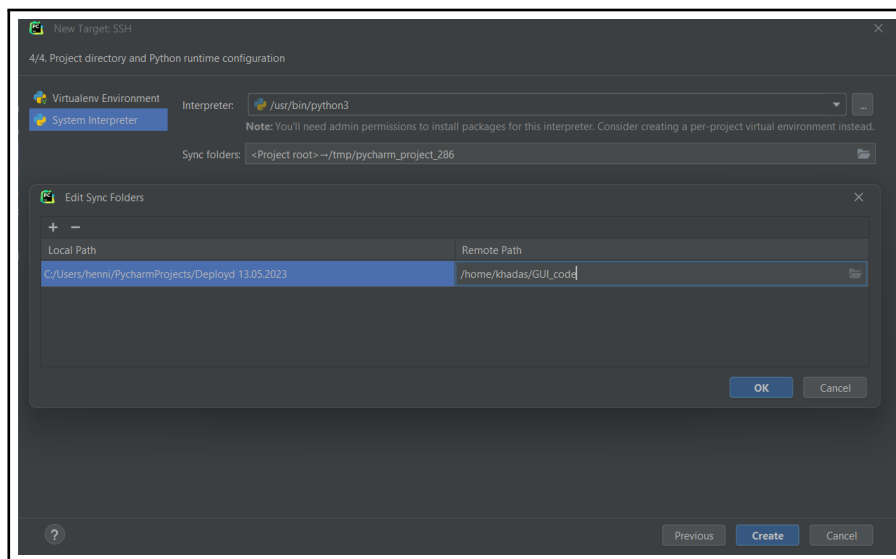 New Target: SSH
4/4. Project directory and Python runtime configuration
Virtualenv Environment
System Interpreter
Interpreter: /usr/bin/python3 ...
Note: You'll need admin permissions to install packages for this interpreter. Consider creating a per-project virtual environment instead.
Sync folders: <Project root>→/tmp/pycharm_project_286
Edit Sync Folders
+ −
Local Path Remote Path
C:/Users/henni/PycharmProjects/Deployd 13.05.2023 /home/khadas/GUI_code
OK Cancel
? Previous Create Cancel